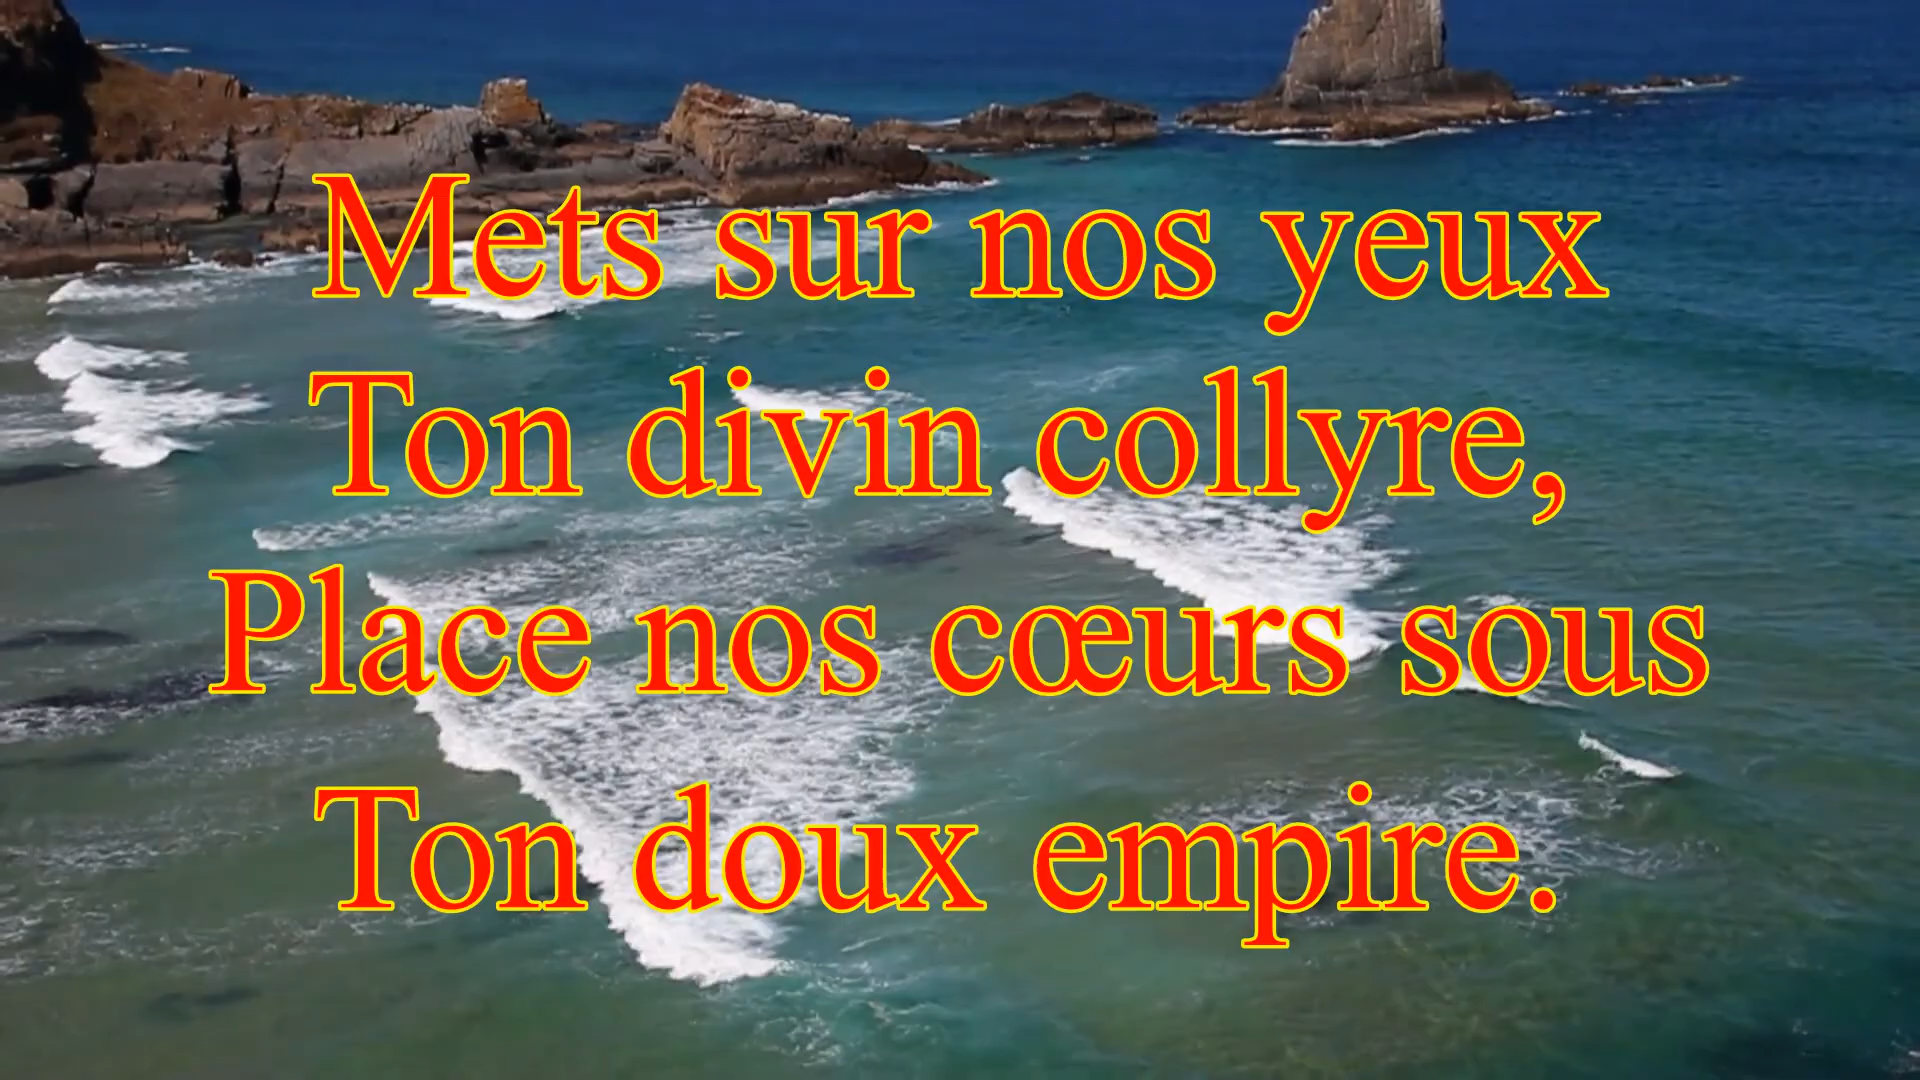 Mets sur nos yeux
Ton divin collyre,
Place nos cœurs sous
Ton doux empire.